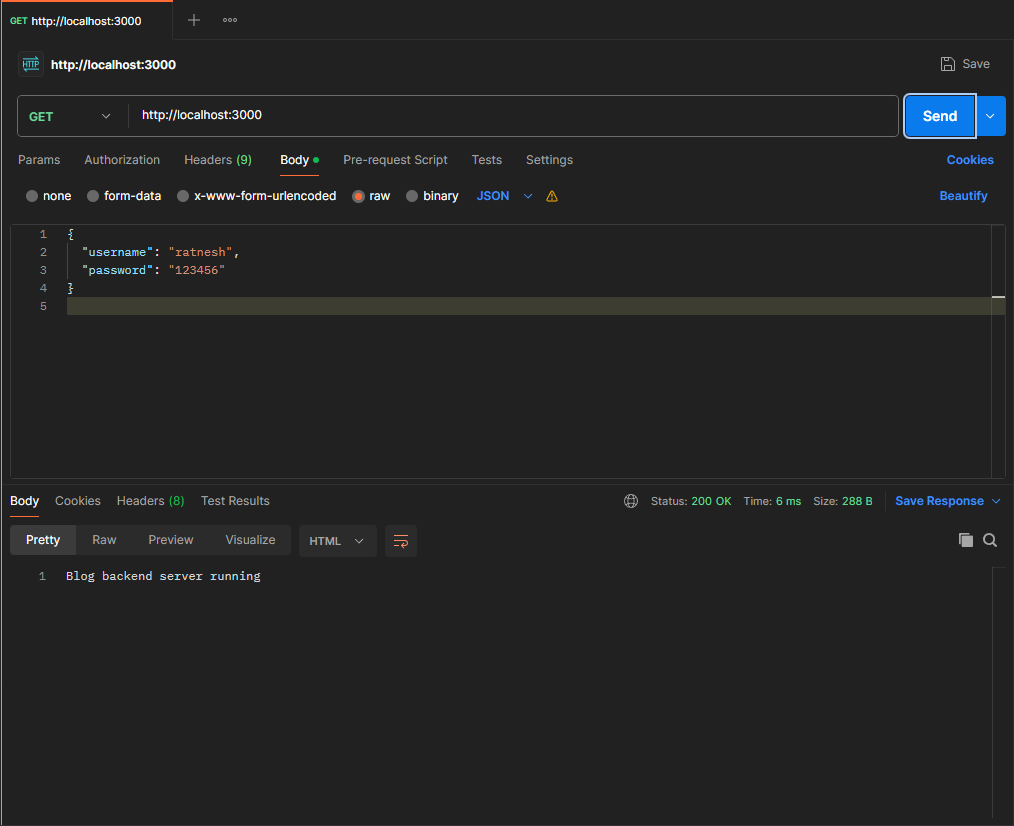 GET http://localhost:3000
HTTP http://localhost:3000 Save
GET http://localhost:3000 Send
Params Authorization Headers (9) Body Pre-request Script Tests Settings Cookies
none form-data x-www-form-urlencoded raw binary JSON Beautify
1 {
2 "username": "ratnesh",
3 "password": "123456"
4 }
5
Body Cookies Headers (8) Test Results Status: 200 OK Time: 6 ms Size: 288 B Save Response
Pretty Raw Preview Visualize HTML
1 Blog backend server running